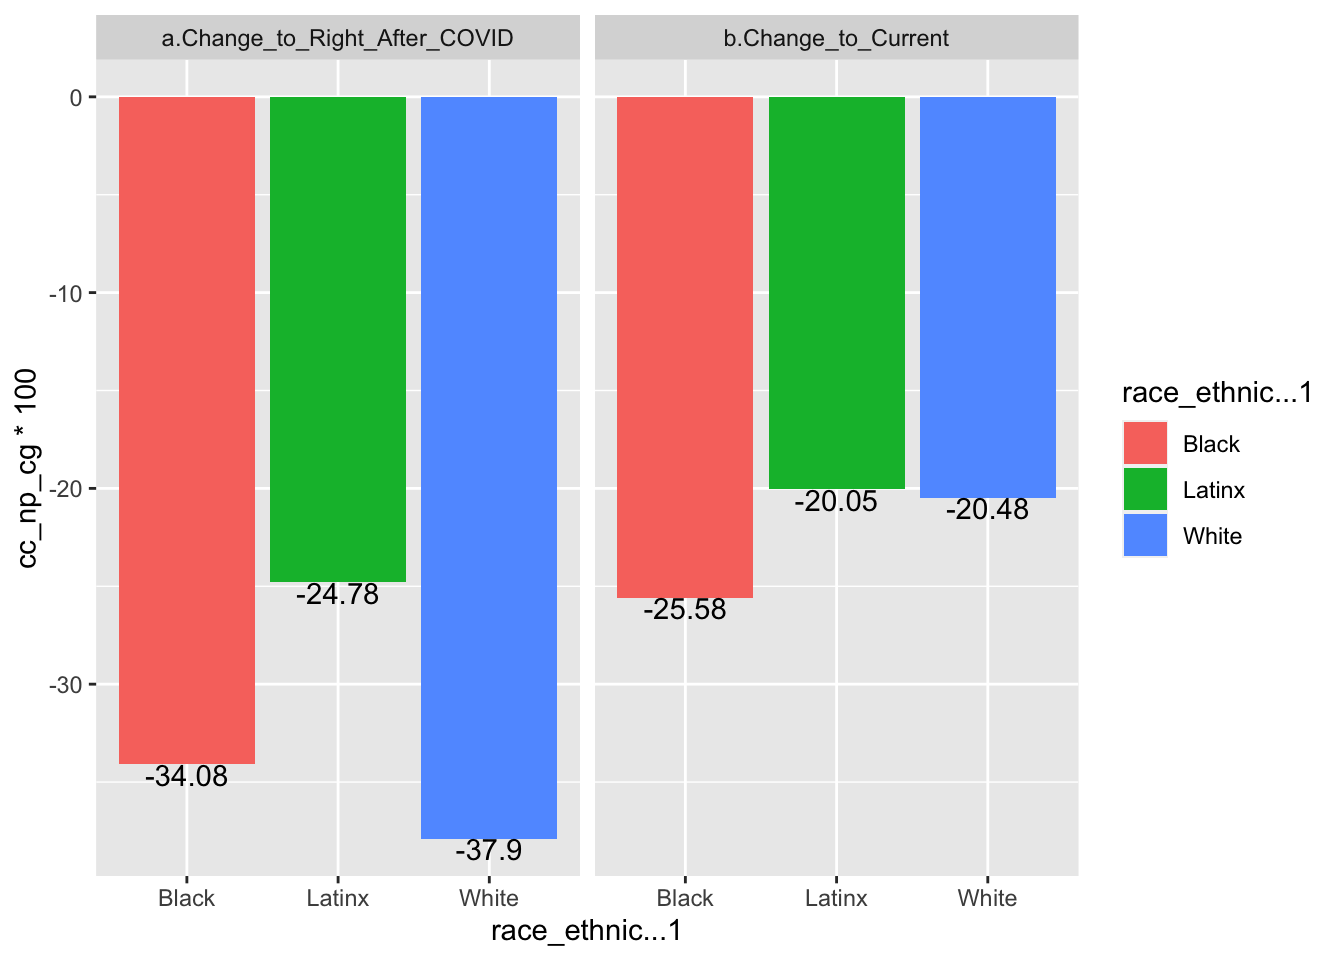 a.Change_to_Right_After_COVID
b.Change_to_Current
0
-10
-20
-30
cc_np_cg * 100
-34.08
-24.78
-37.9
-25.58
-20.05
-20.48
Black
Latinx
White
Black
Latinx
White
race_ethnic...1
race_ethnic...1
Black
Latinx
White